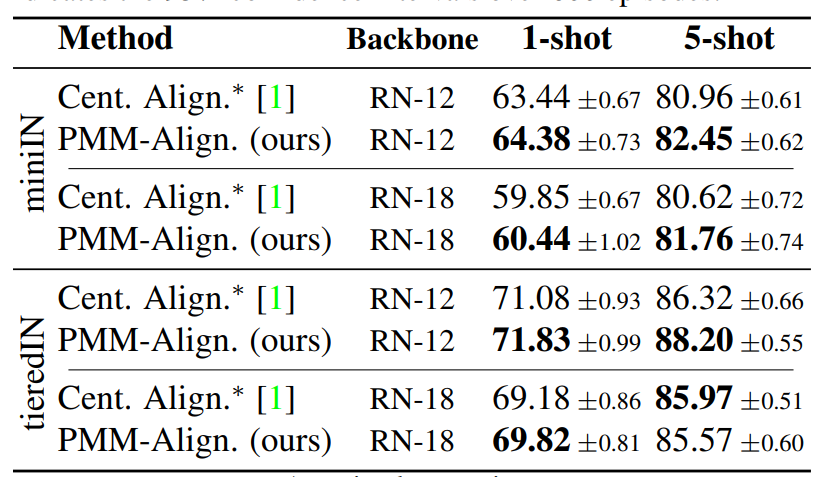 Method Backbone 1-shot 5-shot
miniIN
Cent. Align.* [1] RN-12 63.44 ±0.67 80.96 ±0.61
PMM-Align. (ours) RN-12 64.38 ±0.73 82.45 ±0.62
Cent. Align.* [1] RN-18 59.85 ±0.67 80.62 ±0.72
PMM-Align. (ours) RN-18 60.44 ±1.02 81.76 ±0.74
tieredIN
Cent. Align.* [1] RN-12 71.08 ±0.93 86.32 ±0.66
PMM-Align. (ours) RN-12 71.83 ±0.99 88.20 ±0.55
Cent. Align.* [1] RN-18 69.18 ±0.86 85.97 ±0.51
PMM-Align. (ours) RN-18 69.82 ±0.81 85.57 ±0.60